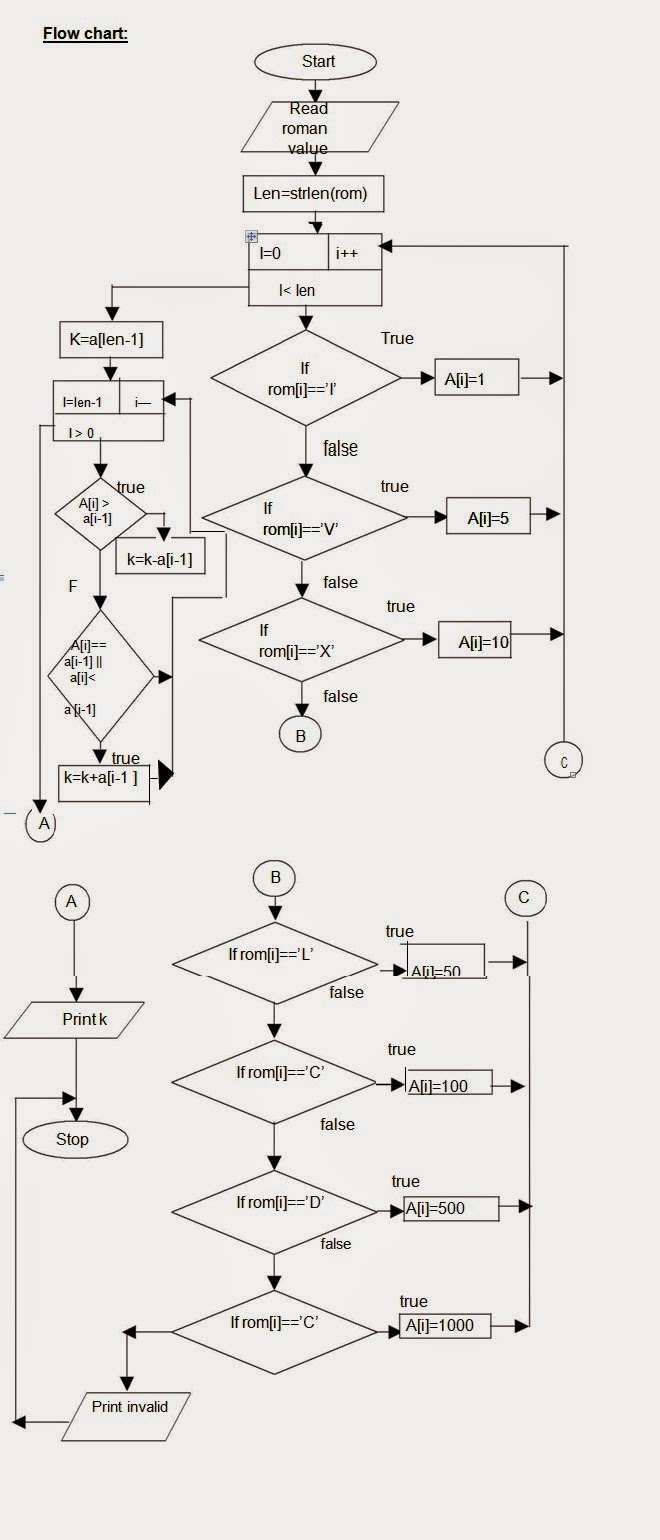 Flow chart:
Start
Read
roman
value
Len=strlen(rom)
I=0
i++
I< len
K=a[len-1]
True
If
rom[i]=='I'
A[i]=1
I=len-1
i—
I > 0
false
true
A[i] >
a[i-1]
true
If
rom[i]=='V'
A[i]=5
k=k-a[i-1]
F
false
true
If
rom[i]=='X'
A[i]=10
A[i]==
a[i-1] ||
a[i]<
a[i-1]
false
B
true
k=k+a[i-1 ]
C
A
A
B
C
true
If rom[i]=='L'
A[i]=50
false
Print k
true
If rom[i]=='C'
A[i]=100
false
Stop
true
If rom[i]=='D'
A[i]=500
false
true
If rom[i]=='C'
A[i]=1000
Print invalid